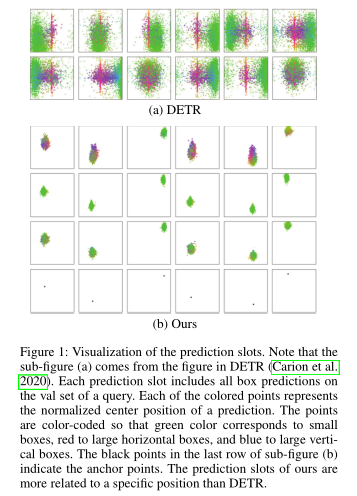 (a) DETR
(b) Ours
Figure 1: Visualization of the prediction slots. Note that the
sub-figure (a) comes from the figure in DETR (Carion et al.
2020). Each prediction slot includes all box predictions on
the val set of a query. Each of the colored points represents
the normalized center position of a prediction. The points
are color-coded so that green color corresponds to small
boxes, red to large horizontal boxes, and blue to large verti-
cal boxes. The black points in the last row of sub-figure (b)
indicate the anchor points. The prediction slots of ours are
more related to a specific position than DETR.